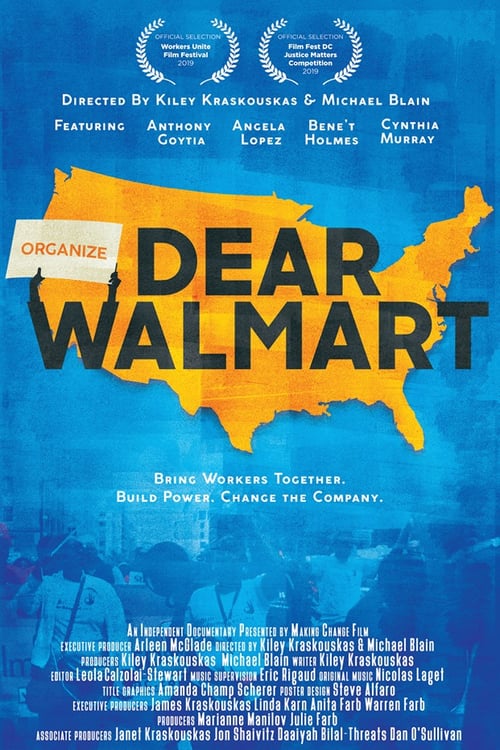 OFFICIAL SELECTION
Workers Unite
Film Festival
2019
OFFICIAL SELECTION
Film Fest DC
Justice Matters
Competition
2019
Directed By Kiley Kraskouskas & Michael Blain
Featuring Anthony Goytia Angela Lopez Bene't Holmes Cynthia Murray
ORGANIZE
DEAR
WALMART
Bring Workers Together.
Build Power. Change the Company.
An Independent Documentary Presented by Making Change Film
executive producer Arleen McGlade directed by Kiley Kraskouskas & Michael Blain
producers Kiley Kraskouskas Michael Blain writer Kiley Kraskouskas
editor Leola Calzolai-Stewart music supervision Eric Rigaud original music Nicolas Laget
title graphics Amanda Champ Scherer poster design Steve Alfaro
executive producers James Kraskouskas Linda Karn Anita Farb Warren Farb
producers Marianne Manilov Julie Farb
associate producers Janet Kraskouskas Jon Shaivitz Daaiyah Bilal-Threats Dan O'Sullivan